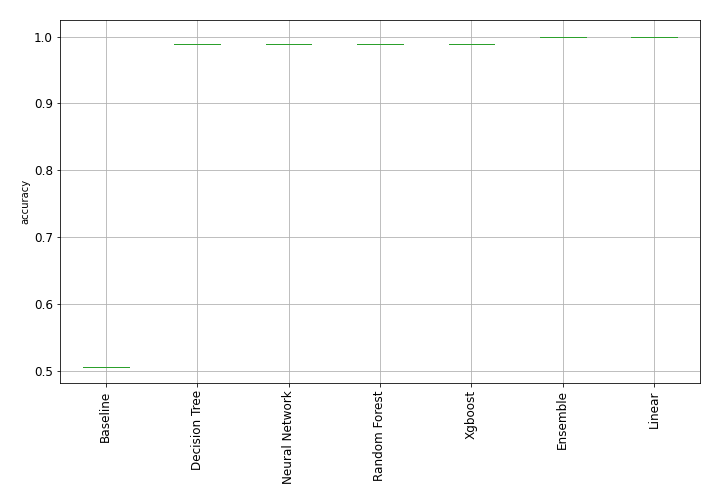 1.0
0.9
0.8
0.7
0.6
0.5
accuracy
Baseline
Decision Tree
Neural Network
Random Forest
Xgboost
Ensemble
Linear